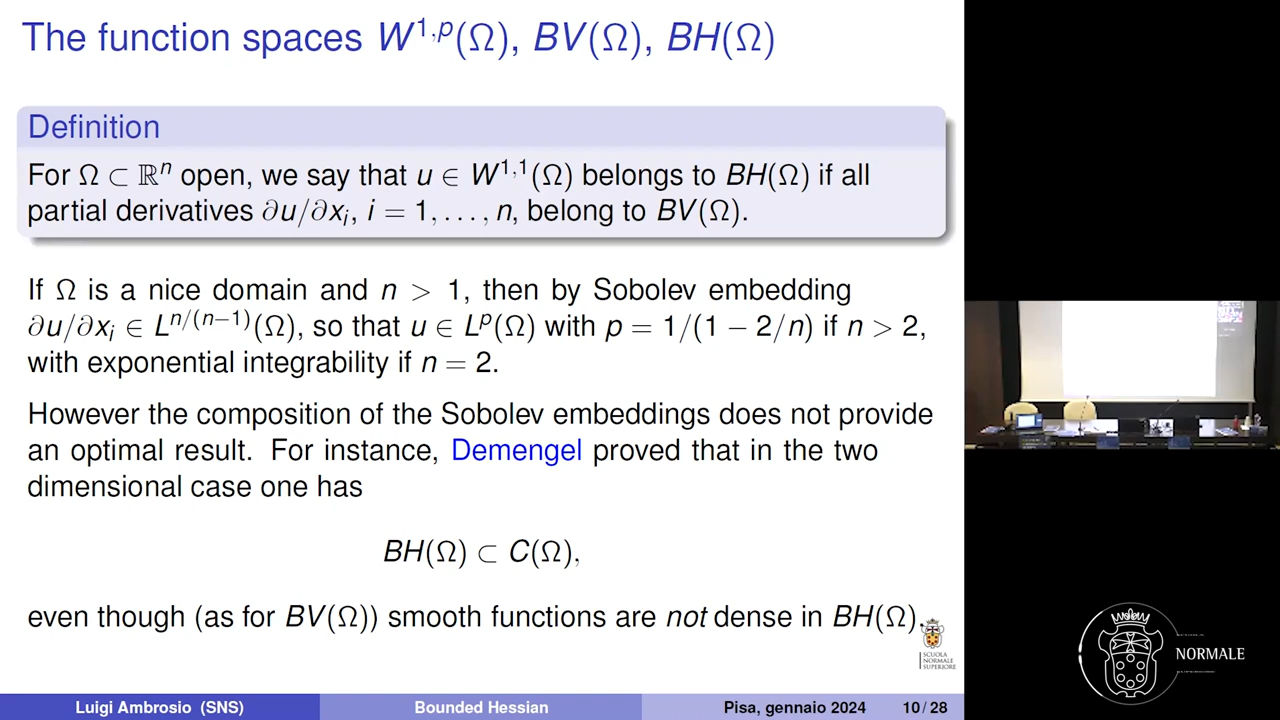 The function spaces W^{1,p}(Ω), BV(Ω), BH(Ω)
Definition
For Ω ⊂ ℝⁿ open, we say that u ∈ W^{1,1}(Ω) belongs to BH(Ω) if all
partial derivatives ∂u/∂x_i, i = 1, . . . , n, belong to BV(Ω).
If Ω is a nice domain and n > 1, then by Sobolev embedding
∂u/∂x_i ∈ L^{n/(n−1)}(Ω), so that u ∈ L^p(Ω) with p = 1/(1 − 2/n) if n > 2,
with exponential integrability if n = 2.
However the composition of the Sobolev embeddings does not provide
an optimal result. For instance, Demengel proved that in the two
dimensional case one has
BH(Ω) ⊂ C(Ω),
even though (as for BV(Ω)) smooth functions are not dense in BH(Ω).
SCUOLA
NORMALE
SUPERIORE
Luigi Ambrosio (SNS)
Bounded Hessian
Pisa, gennaio 2024
10 / 28
NORMALE